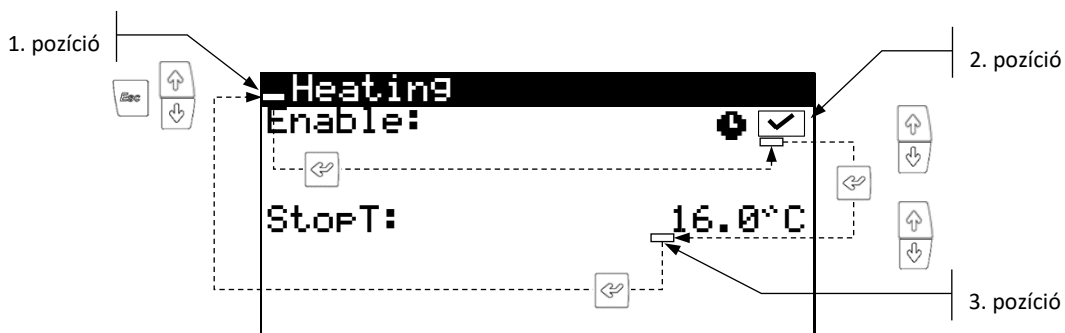 1. pozíció
2. pozíció
Esc
Heating
Enable:
StopT: 16.0°C
3. pozíció